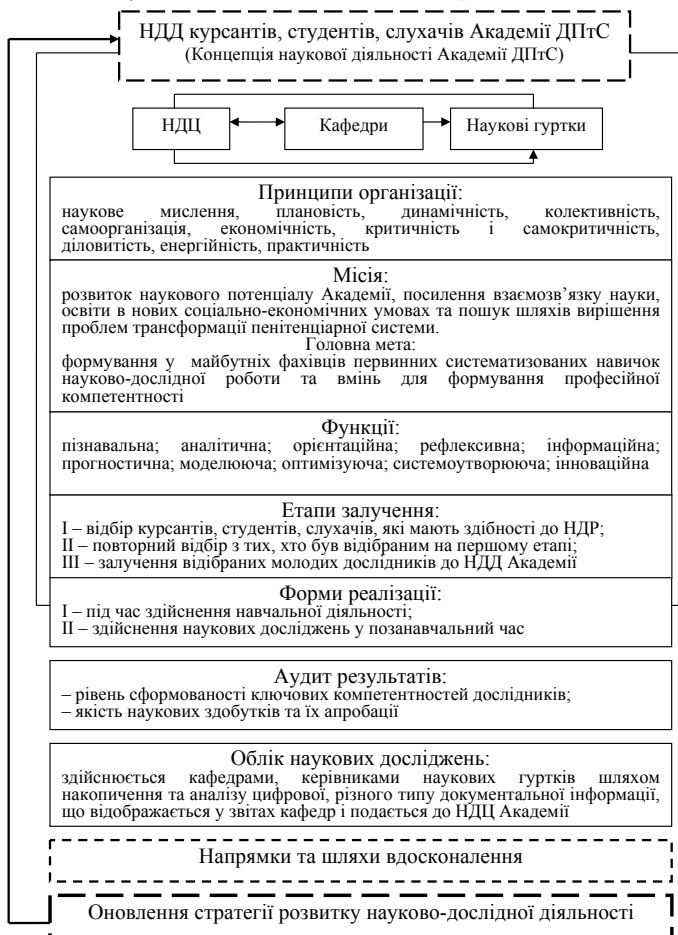 НДД курсантів, студентів, слухачів Академії ДПтС
(Концепція наукової діяльності Академії ДПтС)
НДЦ
Кафедри
Наукові гуртки
Принципи організації:
наукове мислення, плановість, динамічність, колективність,
самоорганізація, економічність, критичність і самокритичність,
діловитість, енергійність, практичність
Місія:
розвиток наукового потенціалу Академії, посилення взаємозв’язку науки,
освіти в нових соціально-економічних умовах та пошук шляхів вирішення
проблем трансформації пенітенціарної системи.
Головна мета:
формування у майбутніх фахівців первинних систематизованих навичок
науково-дослідної роботи та вмінь для формування професійної
компетентності
Функції:
пізнавальна; аналітична; орієнтаційна; рефлексивна; інформаційна;
прогностична; моделююча; оптимізуюча; системоутворююча; інноваційна
Етапи залучення:
І – відбір курсантів, студентів, слухачів, які мають здібності до НДР;
ІІ – повторний відбір з тих, хто був відібраним на першому етапі;
ІІІ – залучення відібраних молодих дослідників до НДД Академії
Форми реалізації:
І – під час здійснення навчальної діяльності;
ІІ – здійснення наукових досліджень у позанавчальний час
Аудит результатів:
– рівень сформованості ключових компетентностей дослідників;
– якість наукових здобутків та їх апробації
Облік наукових досліджень:
здійснюється кафедрами, керівниками наукових гуртків шляхом
накопичення та аналізу цифрової, різного типу документальної інформації,
що відображається у звітах кафедр і подається до НДЦ Академії
Напрямки та шляхи вдосконалення
Оновлення стратегії розвитку науково-дослідної діяльності